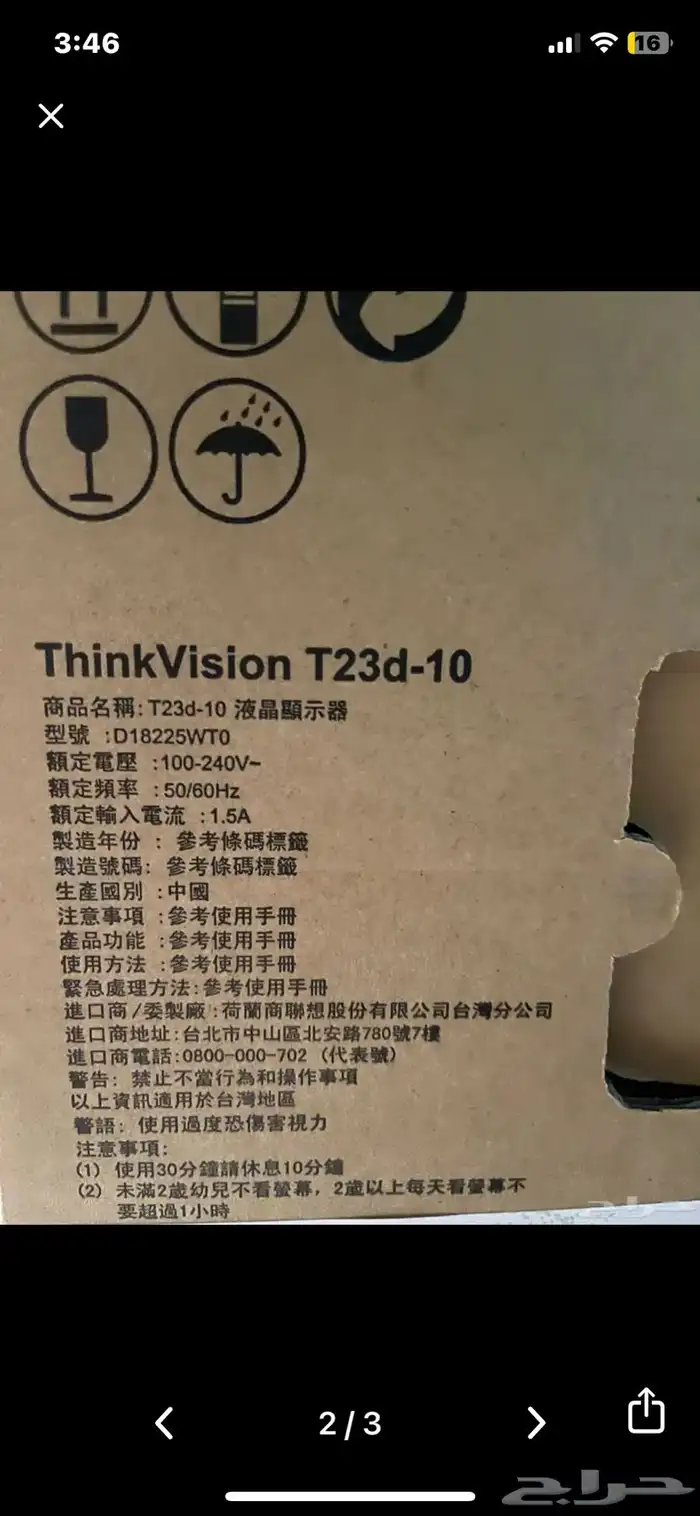 3:46
16
ThinkVision T23d-10
商品名稱: T23d-10 液晶顯示器
型號 :D18225WT0
額定電壓 :100-240V~
額定頻率 :50/60Hz
額定輸入電流 :1.5A
製造年份 : 參考條碼標籤
製造號碼: 參考條碼標籤
生產國別 :中國
注意事項 :參考使用手冊
產品功能 :參考使用手冊
使用方法 :參考使用手冊
緊急處理方法:參考使用手冊
進口商/委製廠 :荷蘭商聯想股份有限公司台灣分公司
進口商地址:台北市中山區北安路780號7樓
進口商電話:0800-000-702 (代表號)
警告: 禁止不當行為和操作事項
以上資訊適用於台灣地區
警語: 使用過度恐傷害視力
注意事項:
(1) 使用30分鐘請休息10分鐘
(2) 未滿2歲幼兒不看螢幕, 2歲以上每天看螢幕不
要超過1小時
2 / 3
حراج